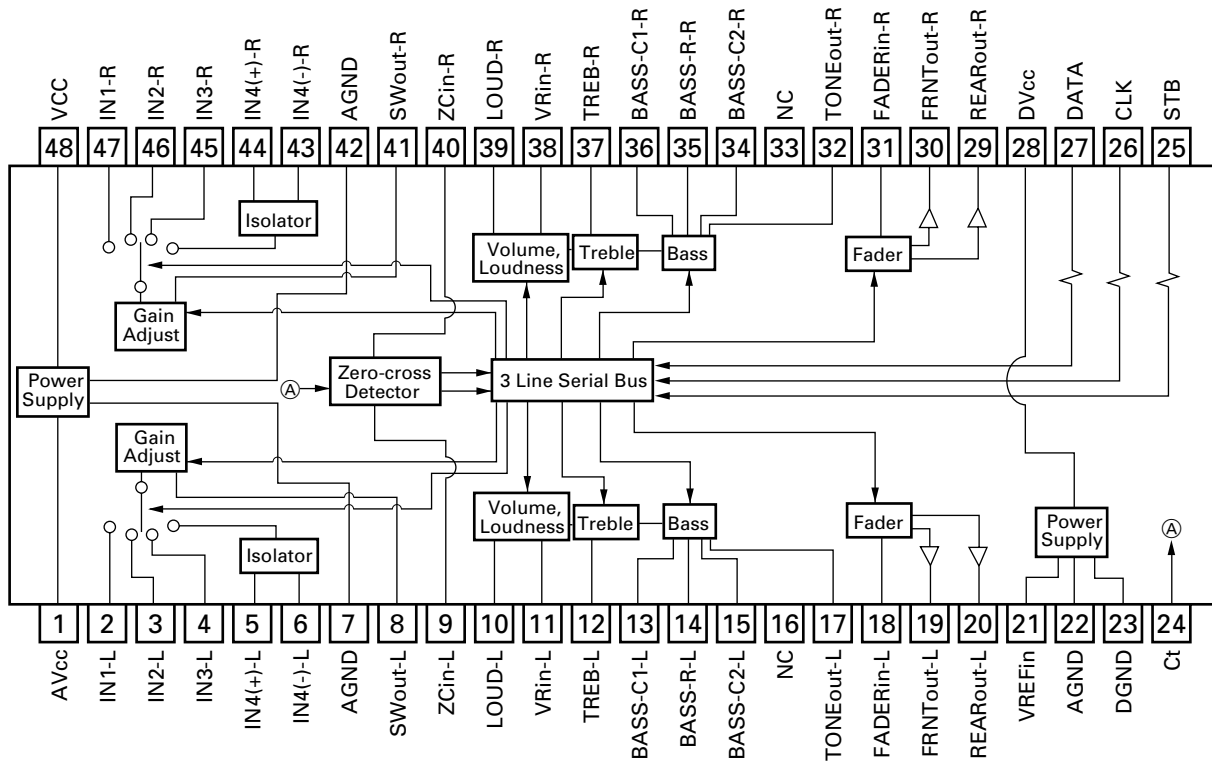 VCC
IN1-R
IN2-R
IN3-R
IN4(+)-R
IN4(-)-R
AGND
SWout-R
ZCin-R
LOUD-R
VRin-R
TREB-R
BASS-C1-R
BASS-R-R
BASS-C2-R
NC
TONEout-R
FADERin-R
FRNTout-R
REARout-R
DVcc
DATA
CLK
STB
48 47 46 45 44 43 42 41 40 39 38 37 36 35 34 33 32 31 30 29 28 27 26 25
Isolator
Volume,
Loudness
Treble
Bass
Fader
Gain
Adjust
Power
Supply
A
Zero-cross
Detector
3 Line Serial Bus
Gain
Adjust
Isolator
Volume,
Loudness
Treble
Bass
Fader
Power
Supply
A
1 2 3 4 5 6 7 8 9 10 11 12 13 14 15 16 17 18 19 20 21 22 23 24
AVcc
IN1-L
IN2-L
IN3-L
IN4(+)-L
IN4(-)-L
AGND
SWout-L
ZCin-L
LOUD-L
VRin-L
TREB-L
BASS-C1-L
BASS-R-L
BASS-C2-L
NC
TONEout-L
FADERin-L
FRNTout-L
REARout-L
VREFin
AGND
DGND
Ct